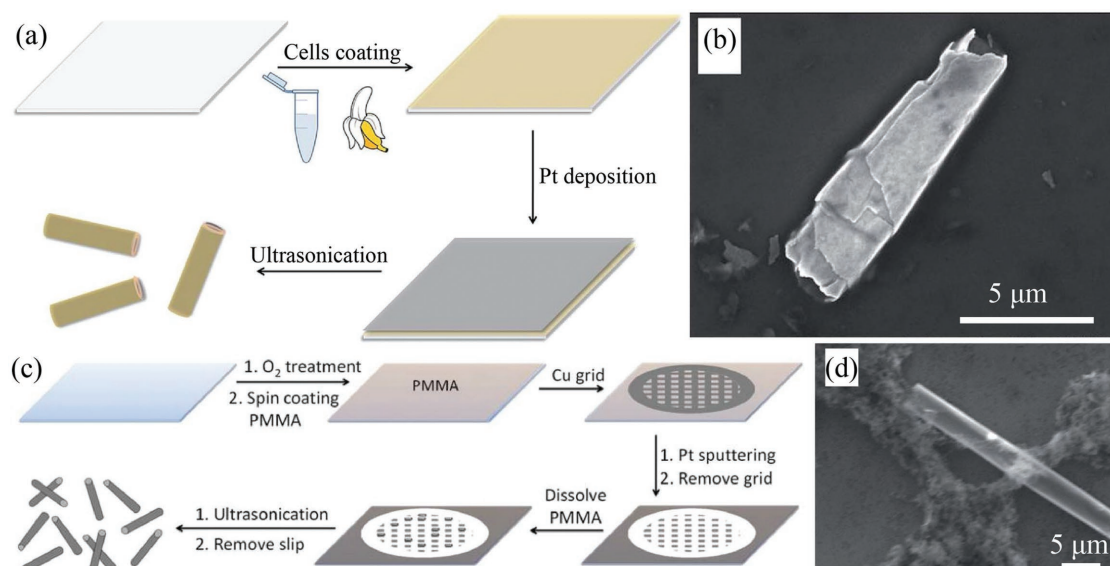 (a)
Cells coating
Pt deposition
Ultrasonication
(b)
5 μm
(c)
1. O₂ treatment
2. Spin coating
PMMA
PMMA
Cu grid
1. Pt sputtering
2. Remove grid
Dissolve
PMMA
1. Ultrasonication
2. Remove slip
(d)
5 μm